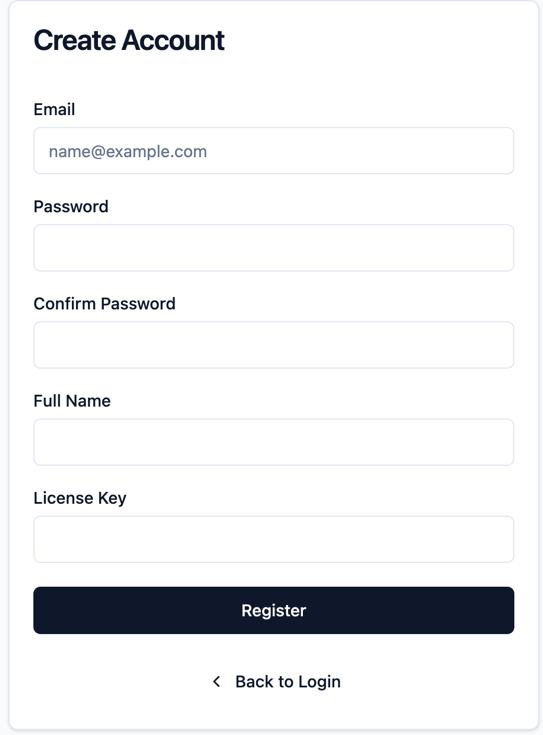 Create Account
Email
name@example.com
Password
Confirm Password
Full Name
License Key
Register
Back to Login